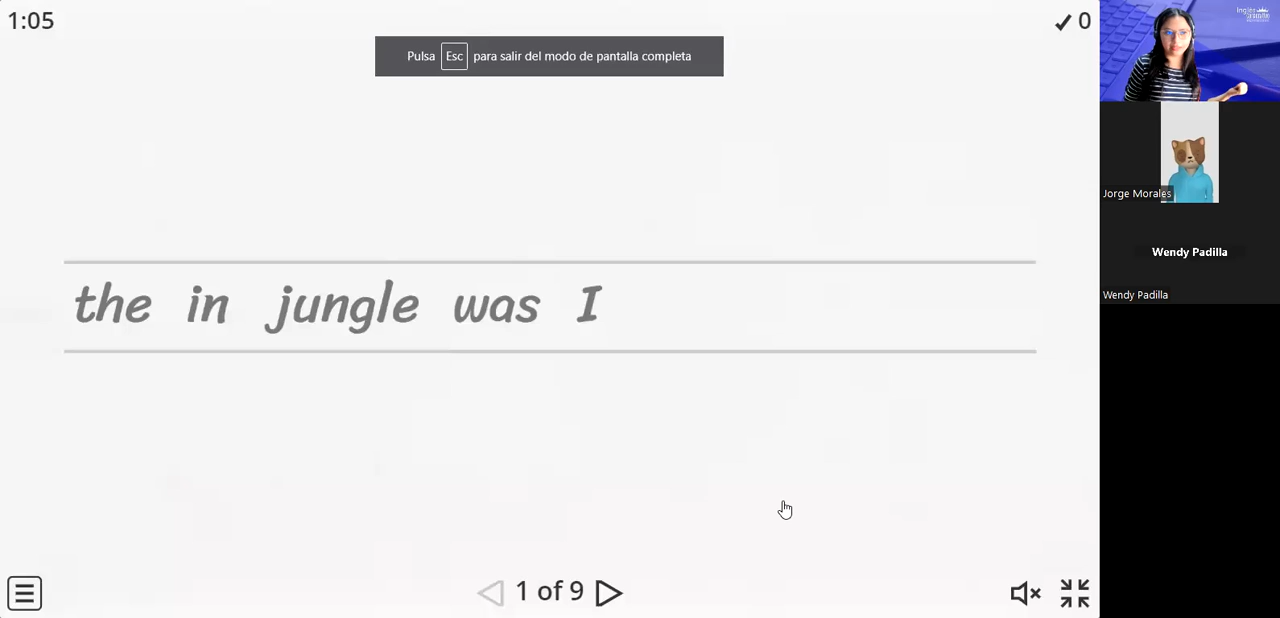 1:05
✓ 0
Pulsa Esc para salir del modo de pantalla completa
the in jungle was I
1 of 9
Jorge Morales
Wendy Padilla
Wendy Padilla